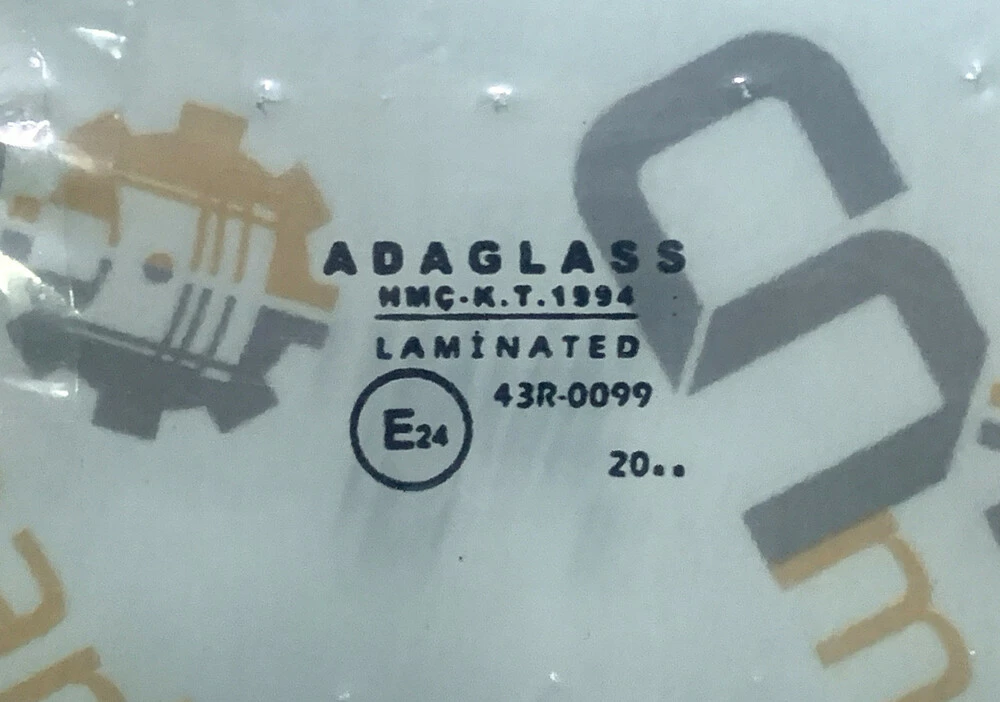 ADAGLASS
HMÇ-K.T.1994
LAMİNATED
E24
43R-0099
20..
m